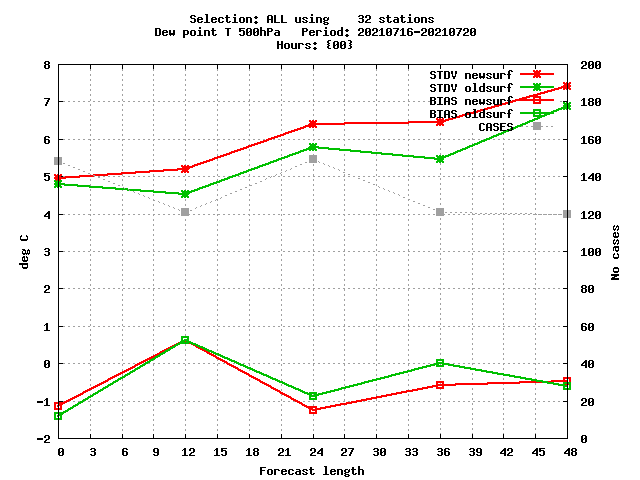 Selection: ALL using    32 stations
Dew point T 500hPa   Period: 20210716-20210720
Hours: {00}
STDV newsurf
STDV oldsurf
BIAS newsurf
BIAS oldsurf
CASES
8
7
6
5
4
3
2
1
0
-1
-2
deg C
200
180
160
140
120
100
80
60
40
20
0
No cases
0 3 6 9 12 15 18 21 24 27 30 33 36 39 42 45 48
Forecast length